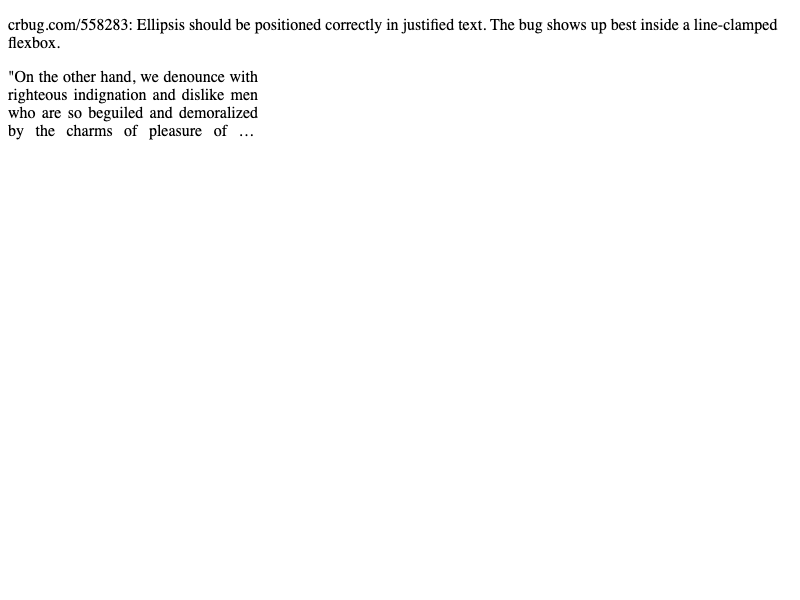 crbug.com/558283: Ellipsis should be positioned correctly in justified text. The bug shows up best inside a line-clamped
flexbox.
"On the other hand, we denounce with
righteous indignation and dislike men
who are so beguiled and demoralized
by the charms of pleasure of …